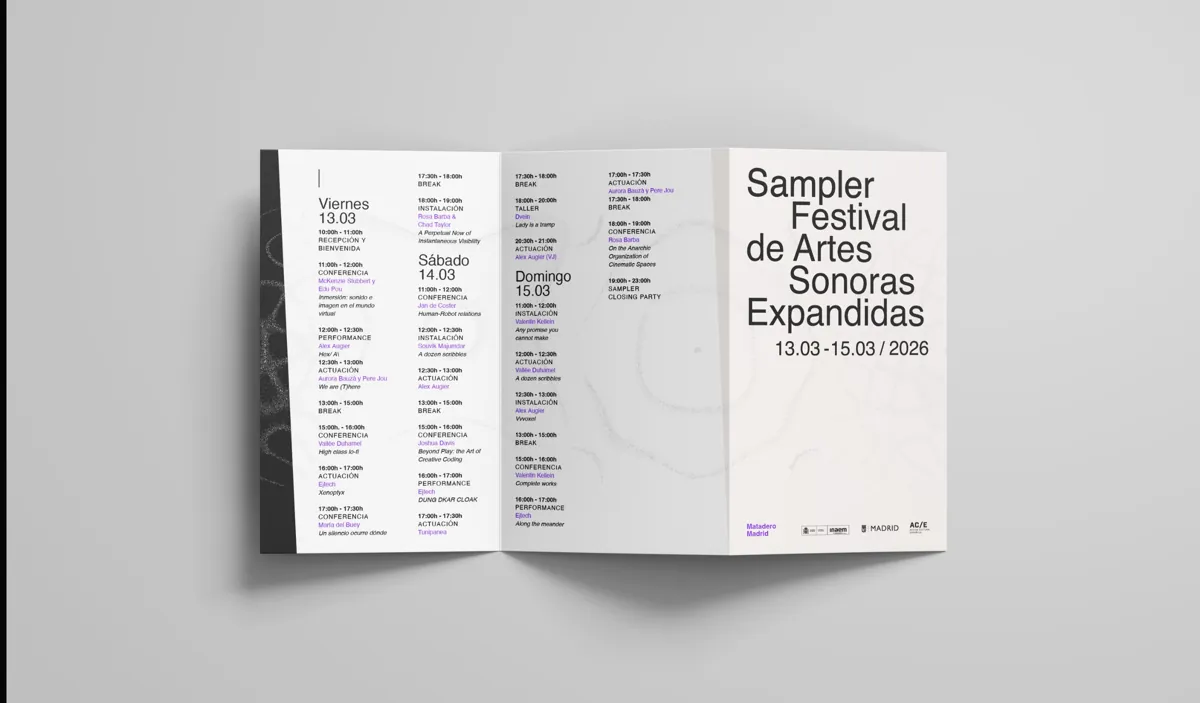 Viernes
13.03
10:00h - 11:00h
RECEPCIÓN Y
BIENVENIDA
11:00h - 12:00h
CONFERENCIA
McKenzie Stubbert y
Edu Pou
Inmersión: sonido e
imagen en el mundo
virtual
12:00h - 12:30h
PERFORMANCE
Alex Augier
Hex/ A\
12:30h - 13:00h
ACTUACIÓN
Aurora Bauzà y Pere Jou
We are (T)here
13:00h - 15:00h
BREAK
15:00h. - 16:00h
CONFERENCIA
Vallée Duhamel
High class lo-fi
16:00h - 17:00h
ACTUACIÓN
Ejtech
Xenoptyx
17:00h - 17:30h
CONFERENCIA
Marta del Buey
Un silencio ocurre dónde
17:30h - 18:00h
BREAK
18:00h - 19:00h
INSTALACIÓN
Rosa Barba &
Chad Taylor
A Perpetual Now of
Instantaneous Visibility
Sábado
14.03
11:00h - 12:00h
CONFERENCIA
Jan de Coster
Human-Robot relations
12:00h - 12:30h
INSTALACIÓN
Souvik Majumdar
A dozen scribbles
12:30h - 13:00h
ACTUACIÓN
Alex Augier
13:00h - 15:00h
BREAK
15:00h - 16:00h
CONFERENCIA
Joshua Davis
Beyond Play: the Art of
Creative Coding
16:00h - 17:00h
PERFORMANCE
Ejtech
DUNG DKAR CLOAK
17:00h - 17:30h
ACTUACIÓN
Tunipanea
17:30h - 18:00h
BREAK
18:00h - 20:00h
TALLER
Dvein
Lady is a tramp
20:30h - 21:00h
ACTUACIÓN
Alex Augier (VJ)
Domingo
15.03
11:00h - 12:00h
INSTALACIÓN
Valentin Kellein
Any promise you
cannot make
12:00h - 12:30h
ACTUACIÓN
Vallée Duhamel
A dozen scribbles
12:30h - 13:00h
INSTALACIÓN
Alex Augier
Vvvoxel
13:00h - 15:00h
BREAK
15:00h - 16:00h
CONFERENCIA
Valentin Kellein
Complete works
16:00h - 17:00h
PERFORMANCE
Ejtech
Along the meander
17:00h - 17:30h
ACTUACIÓN
Aurora Bauzà y Pere Jou
17:30h - 18:00h
BREAK
18:00h - 19:00h
CONFERENCIA
Rosa Barba
On the Anarchic
Organization of
Cinematic Spaces
19:00h - 23:00h
SAMPLER
CLOSING PARTY
Sampler
Festival
de Artes
Sonoras
Expandidas
13.03 - 15.03 / 2026
Matadero
Madrid
inaem
MADRID
AC/E